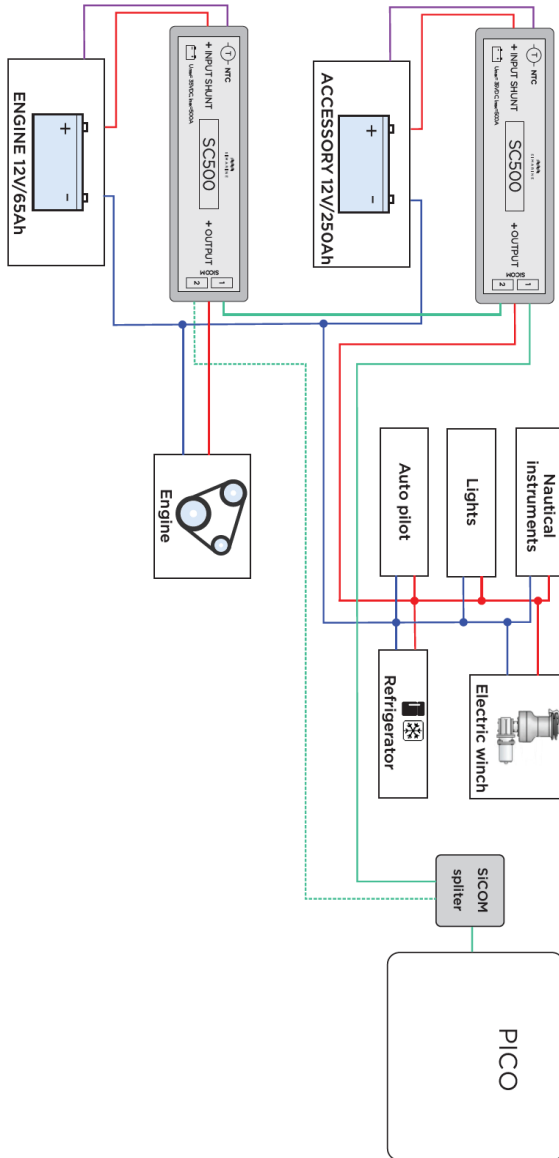 T
NTC
+ INPUT SHUNT
SC500
+ OUTPUT
SiCOM
1
2
ENGINE 12V/65Ah
+
-
T
NTC
+ INPUT SHUNT
SC500
+ OUTPUT
SiCOM
1
2
ACCESSORY 12V/250Ah
+
-
Engine
Auto pilot
Lights
Nautical
instruments
Refrigerator
Electric winch
SiCOM
spliter
PICO